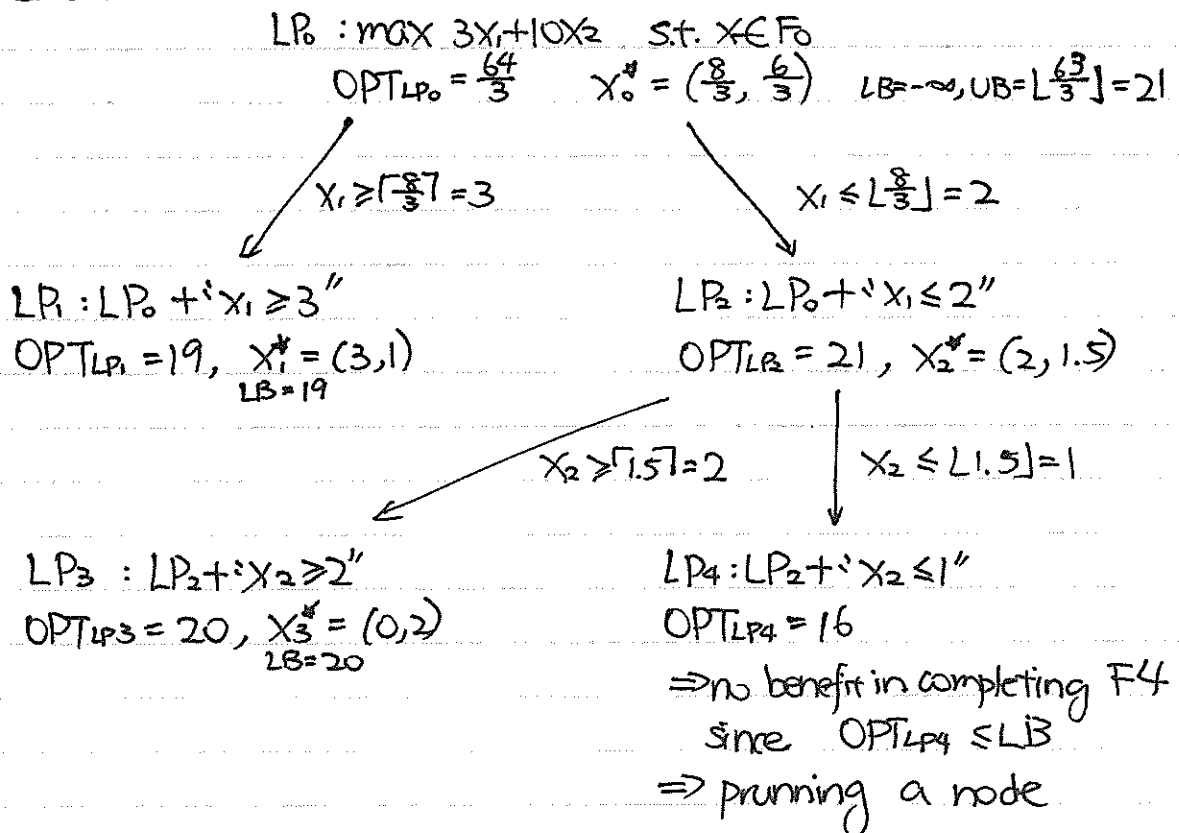 LP₀ : max 3x₁+10x₂ s.t. x∈F₀
OPT_LP₀ = 64/3 x₀* = (8/3, 6/3) LB=-∞, UB=⌊63/3⌋=21
x₁ ≥ ⌈8/3⌉ = 3 x₁ ≤ ⌊8/3⌋ = 2
LP₁ : LP₀ + "x₁ ≥ 3" LP₂ : LP₀ + "x₁ ≤ 2"
OPT_LP₁ = 19, x₁* = (3,1) OPT_LP₂ = 21, x₂* = (2, 1.5)
LB=19
x₂ ≥ ⌈1.5⌉ = 2 x₂ ≤ ⌊1.5⌋ = 1
LP₃ : LP₂ + "x₂ ≥ 2" LP₄ : LP₂ + "x₂ ≤ 1"
OPT_LP₃ = 20, x₃* = (0,2) OPT_LP₄ = 16
LB=20
⇒ no benefit in completing F4
since OPT_LP₄ ≤ LB
⇒ prunning a node